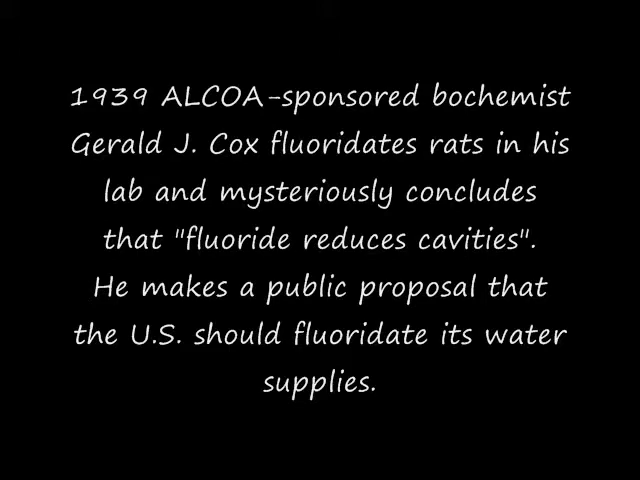 1939 ALCOA-sponsored bochemist
Gerald J. Cox fluoridates rats in his
lab and mysteriously concludes
that "fluoride reduces cavities".
He makes a public proposal that
the U.S. should fluoridate its water
supplies.